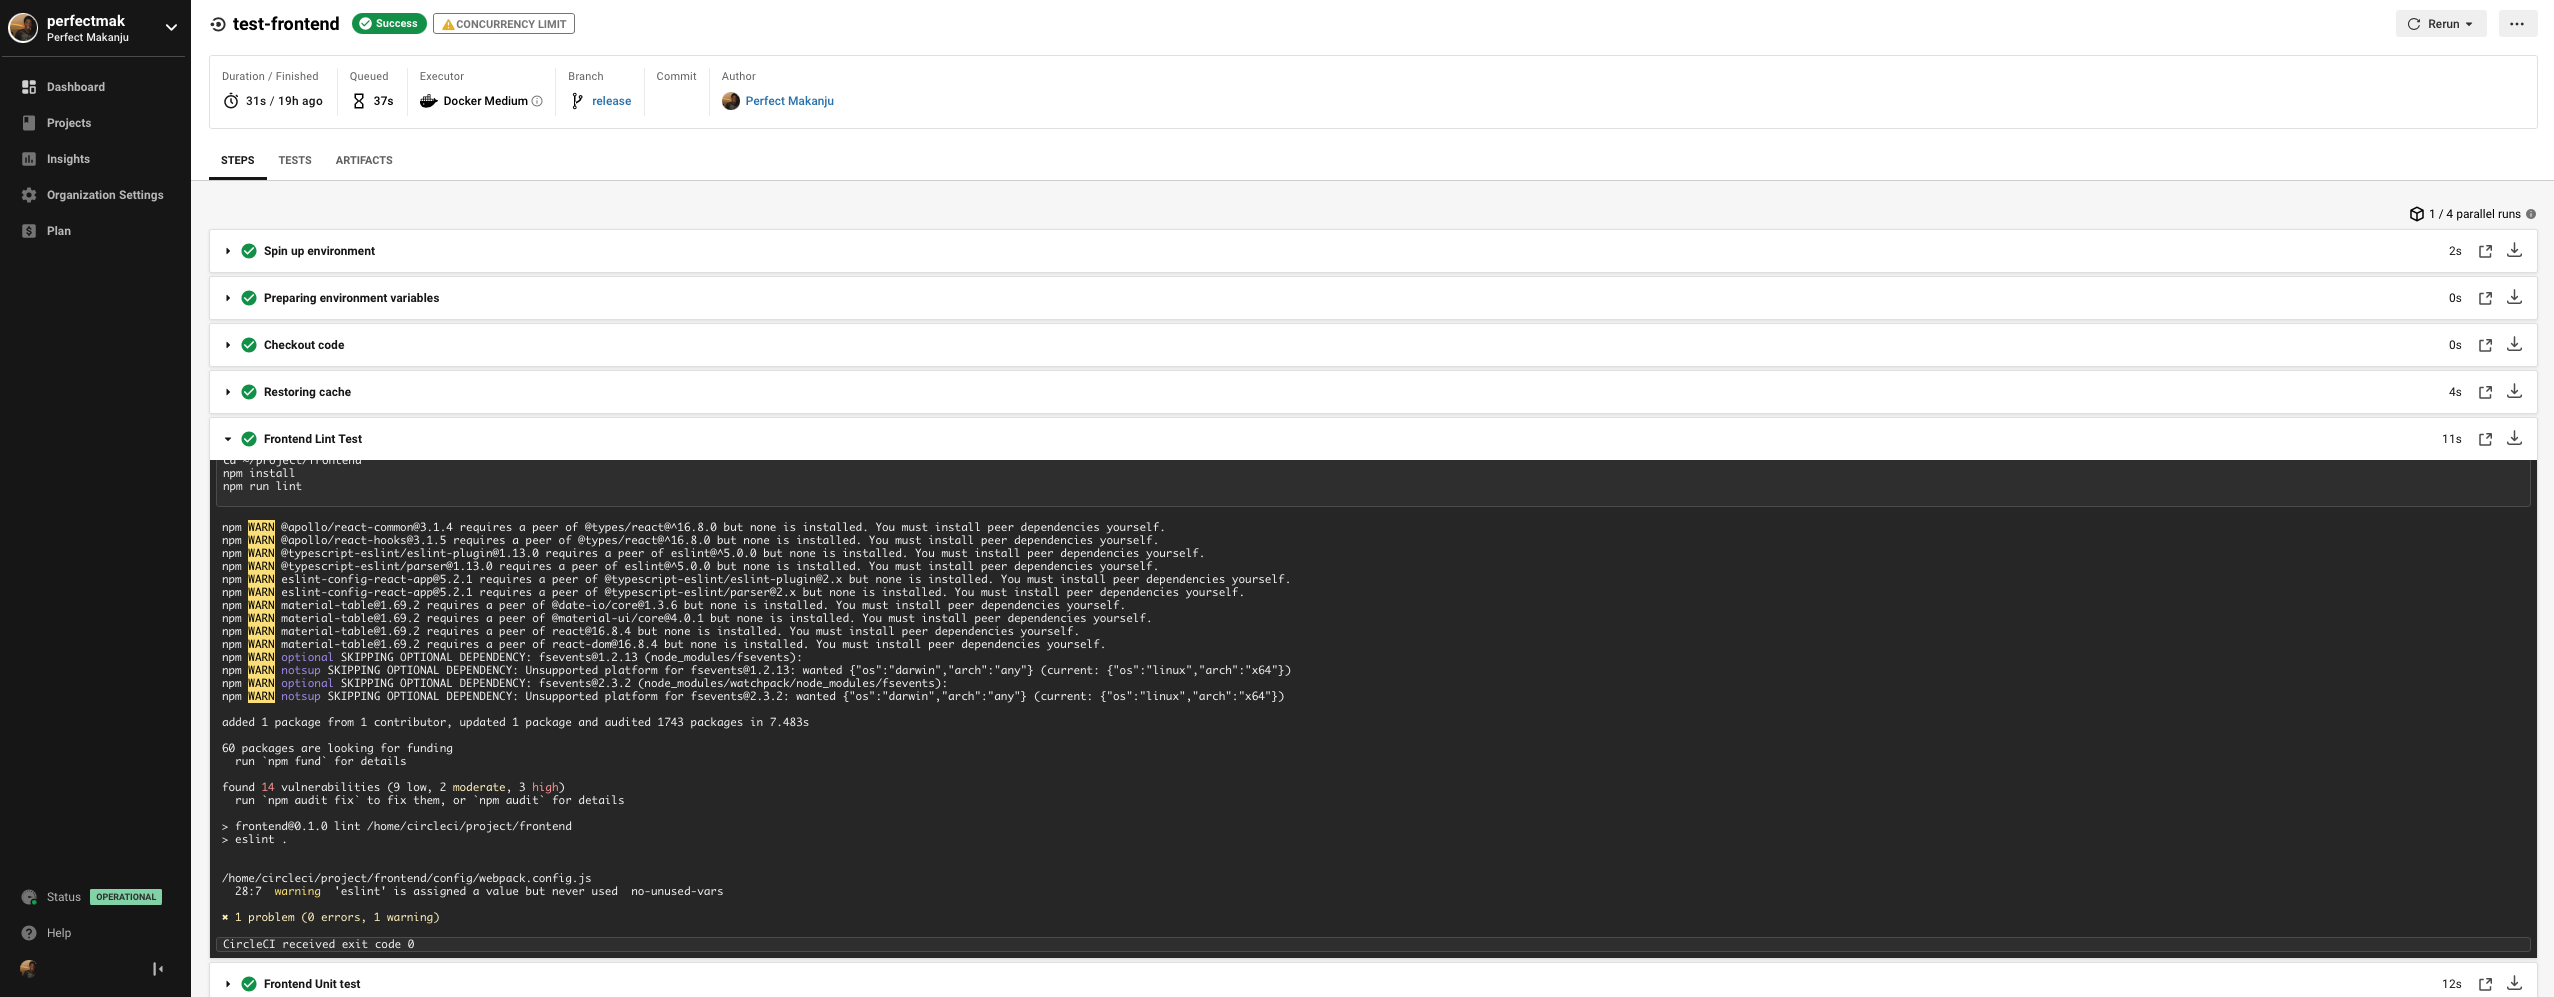 perfectmak
Perfect Makanju
Dashboard
Projects
Insights
Organization Settings
Plan
Status OPERATIONAL
Help
test-frontend Success CONCURRENCY LIMIT
Rerun
Duration / Finished Queued Executor Branch Commit Author
31s / 19h ago 37s Docker Medium release Perfect Makanju
STEPS TESTS ARTIFACTS
1 / 4 parallel runs
Spin up environment 2s
Preparing environment variables 0s
Checkout code 0s
Restoring cache 4s
Frontend Lint Test 11s
cd ~/project/frontend
npm install
npm run lint
npm WARN @apollo/react-common@3.1.4 requires a peer of @types/react@^16.8.0 but none is installed. You must install peer dependencies yourself.
npm WARN @apollo/react-hooks@3.1.5 requires a peer of @types/react@^16.8.0 but none is installed. You must install peer dependencies yourself.
npm WARN @typescript-eslint/eslint-plugin@1.13.0 requires a peer of eslint@^5.0.0 but none is installed. You must install peer dependencies yourself.
npm WARN @typescript-eslint/parser@1.13.0 requires a peer of eslint@^5.0.0 but none is installed. You must install peer dependencies yourself.
npm WARN eslint-config-react-app@5.2.1 requires a peer of @typescript-eslint/eslint-plugin@2.x but none is installed. You must install peer dependencies yourself.
npm WARN eslint-config-react-app@5.2.1 requires a peer of @typescript-eslint/parser@2.x but none is installed. You must install peer dependencies yourself.
npm WARN material-table@1.69.2 requires a peer of @date-io/core@1.3.6 but none is installed. You must install peer dependencies yourself.
npm WARN material-table@1.69.2 requires a peer of @material-ui/core@4.0.1 but none is installed. You must install peer dependencies yourself.
npm WARN material-table@1.69.2 requires a peer of react@16.8.4 but none is installed. You must install peer dependencies yourself.
npm WARN material-table@1.69.2 requires a peer of react-dom@16.8.4 but none is installed. You must install peer dependencies yourself.
npm WARN optional SKIPPING OPTIONAL DEPENDENCY: fsevents@1.2.13 (node_modules/fsevents):
npm WARN notsup SKIPPING OPTIONAL DEPENDENCY: Unsupported platform for fsevents@1.2.13: wanted {"os":"darwin","arch":"any"} (current: {"os":"linux","arch":"x64"})
npm WARN optional SKIPPING OPTIONAL DEPENDENCY: fsevents@2.3.2 (node_modules/watchpack/node_modules/fsevents):
npm WARN notsup SKIPPING OPTIONAL DEPENDENCY: Unsupported platform for fsevents@2.3.2: wanted {"os":"darwin","arch":"any"} (current: {"os":"linux","arch":"x64"})
added 1 package from 1 contributor, updated 1 package and audited 1743 packages in 7.483s
60 packages are looking for funding
run `npm fund` for details
found 14 vulnerabilities (9 low, 2 moderate, 3 high)
run `npm audit fix` to fix them, or `npm audit` for details
> frontend@0.1.0 lint /home/circleci/project/frontend
> eslint .
/home/circleci/project/frontend/config/webpack.config.js
28:7 warning 'eslint' is assigned a value but never used no-unused-vars
✖ 1 problem (0 errors, 1 warning)
CircleCI received exit code 0
Frontend Unit test 12s